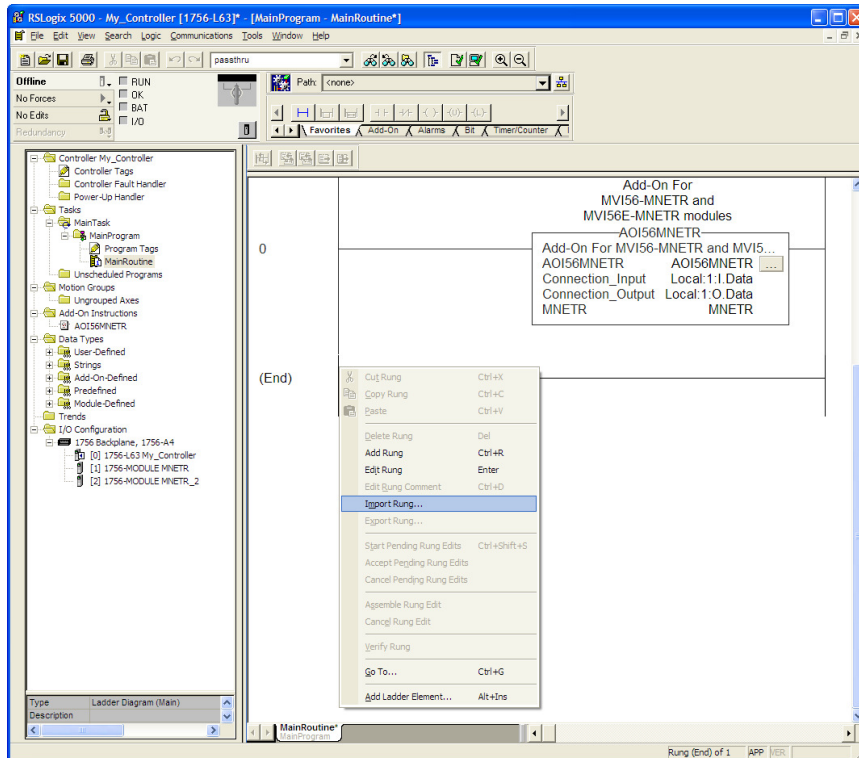 RSLogix 5000 - My_Controller [1756-L63]* - [MainProgram - MainRoutine*]
File Edit View Search Logic Communications Tools Window Help
passthru
Offline
RUN
No Forces
OK
No Edits
BAT
Redundancy
I/O
Path: <none>
Favorites Add-On Alarms Bit Timer/Counter
Controller My_Controller
Controller Tags
Controller Fault Handler
Power-Up Handler
Tasks
MainTask
MainProgram
Program Tags
MainRoutine
Unscheduled Programs
Motion Groups
Ungrouped Axes
Add-On Instructions
AOI56MNETR
Data Types
User-Defined
Strings
Add-On-Defined
Predefined
Module-Defined
Trends
I/O Configuration
1756 Backplane, 1756-A4
[0] 1756-L63 My_Controller
[1] 1756-MODULE MNETR
[2] 1756-MODULE MNETR_2
Type Ladder Diagram (Main)
Description
Add-On For
MVI56-MNETR and
MVI56E-MNETR modules
AOI56MNETR
0
Add-On For MVI56-MNETR and MVI5...
AOI56MNETR AOI56MNETR ...
Connection_Input Local:1:I.Data
Connection_Output Local:1:O.Data
MNETR MNETR
(End)
Cut Rung Ctrl+X
Copy Rung Ctrl+C
Paste Ctrl+V
Delete Rung Del
Add Rung Ctrl+R
Edit Rung Enter
Edit Rung Comment Ctrl+D
Import Rung...
Export Rung...
Start Pending Rung Edits Ctrl+Shift+S
Accept Pending Rung Edits
Cancel Pending Rung Edits
Assemble Rung Edit
Cancel Rung Edit
Verify Rung
Go To... Ctrl+G
Add Ladder Element... Alt+Ins
MainRoutine*
MainProgram
Rung (End) of 1 APP VER